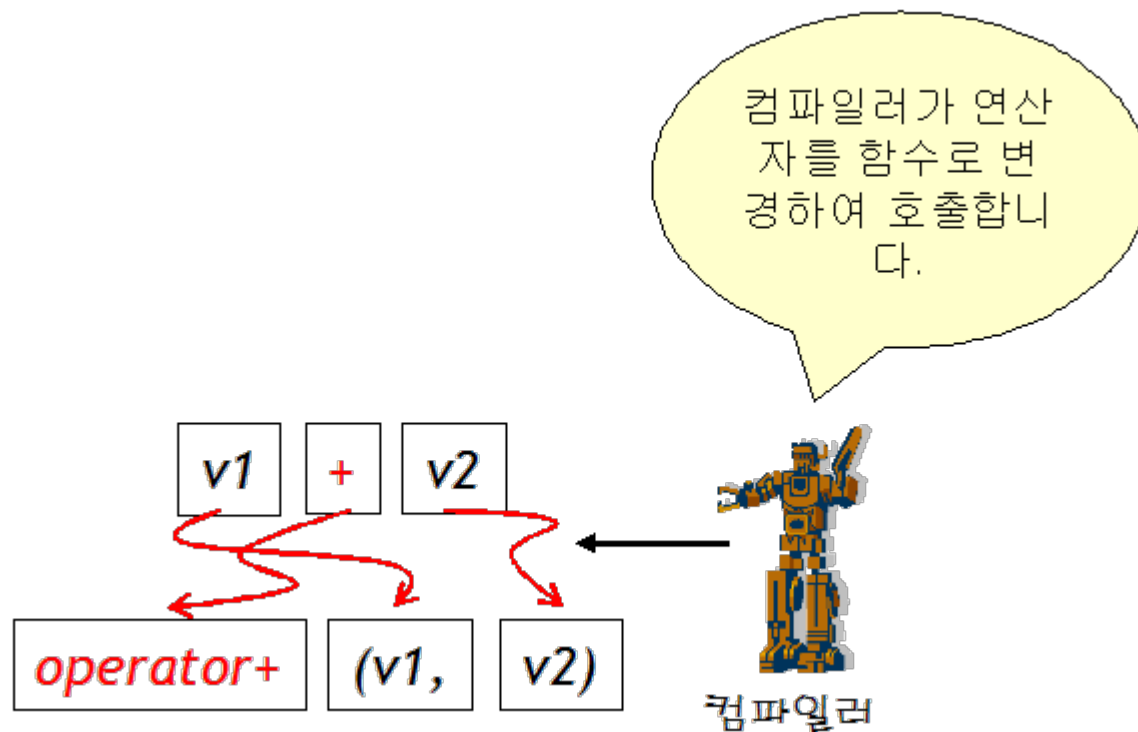 컴파일러가 연산
자를 함수로 변
경하여 호출합니
다.
v1 + v2
operator+ (v1, v2)
컴파일러